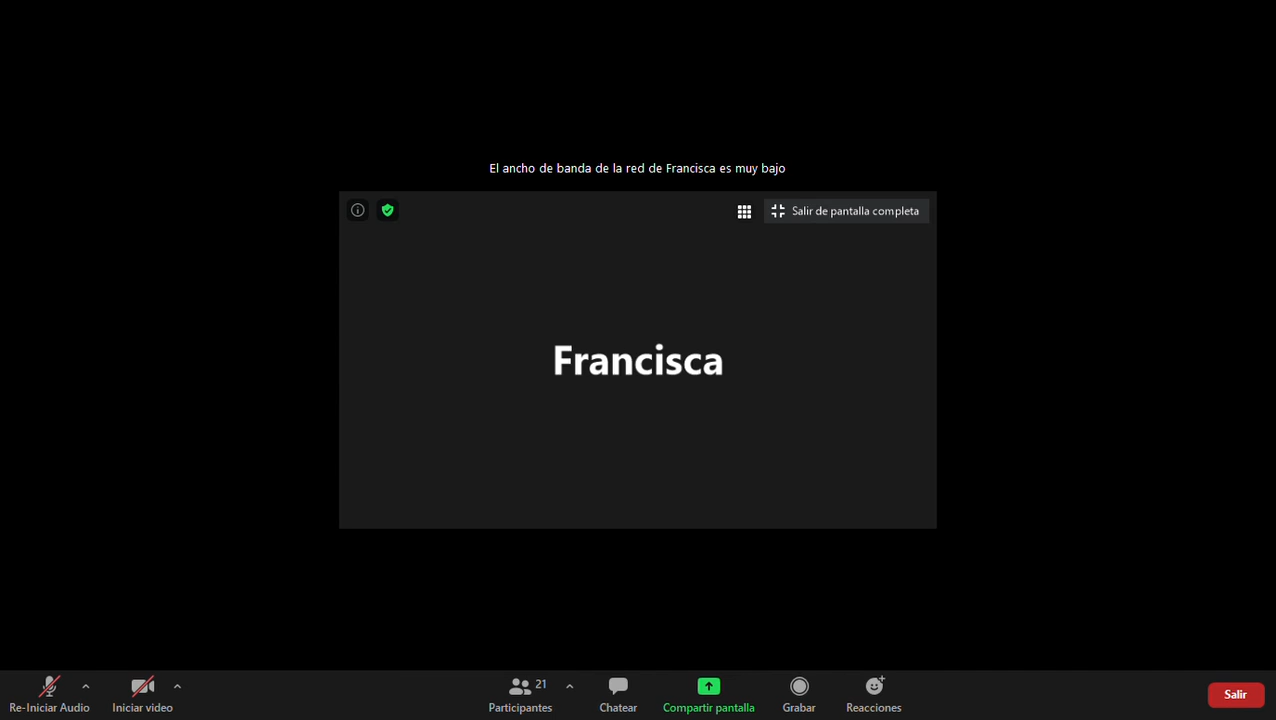 El ancho de banda de la red de Francisca es muy bajo
Salir de pantalla completa
Francisca
21
Re-Iniciar Audio
Iniciar video
Participantes
Chatear
Compartir pantalla
Grabar
Reacciones
Salir